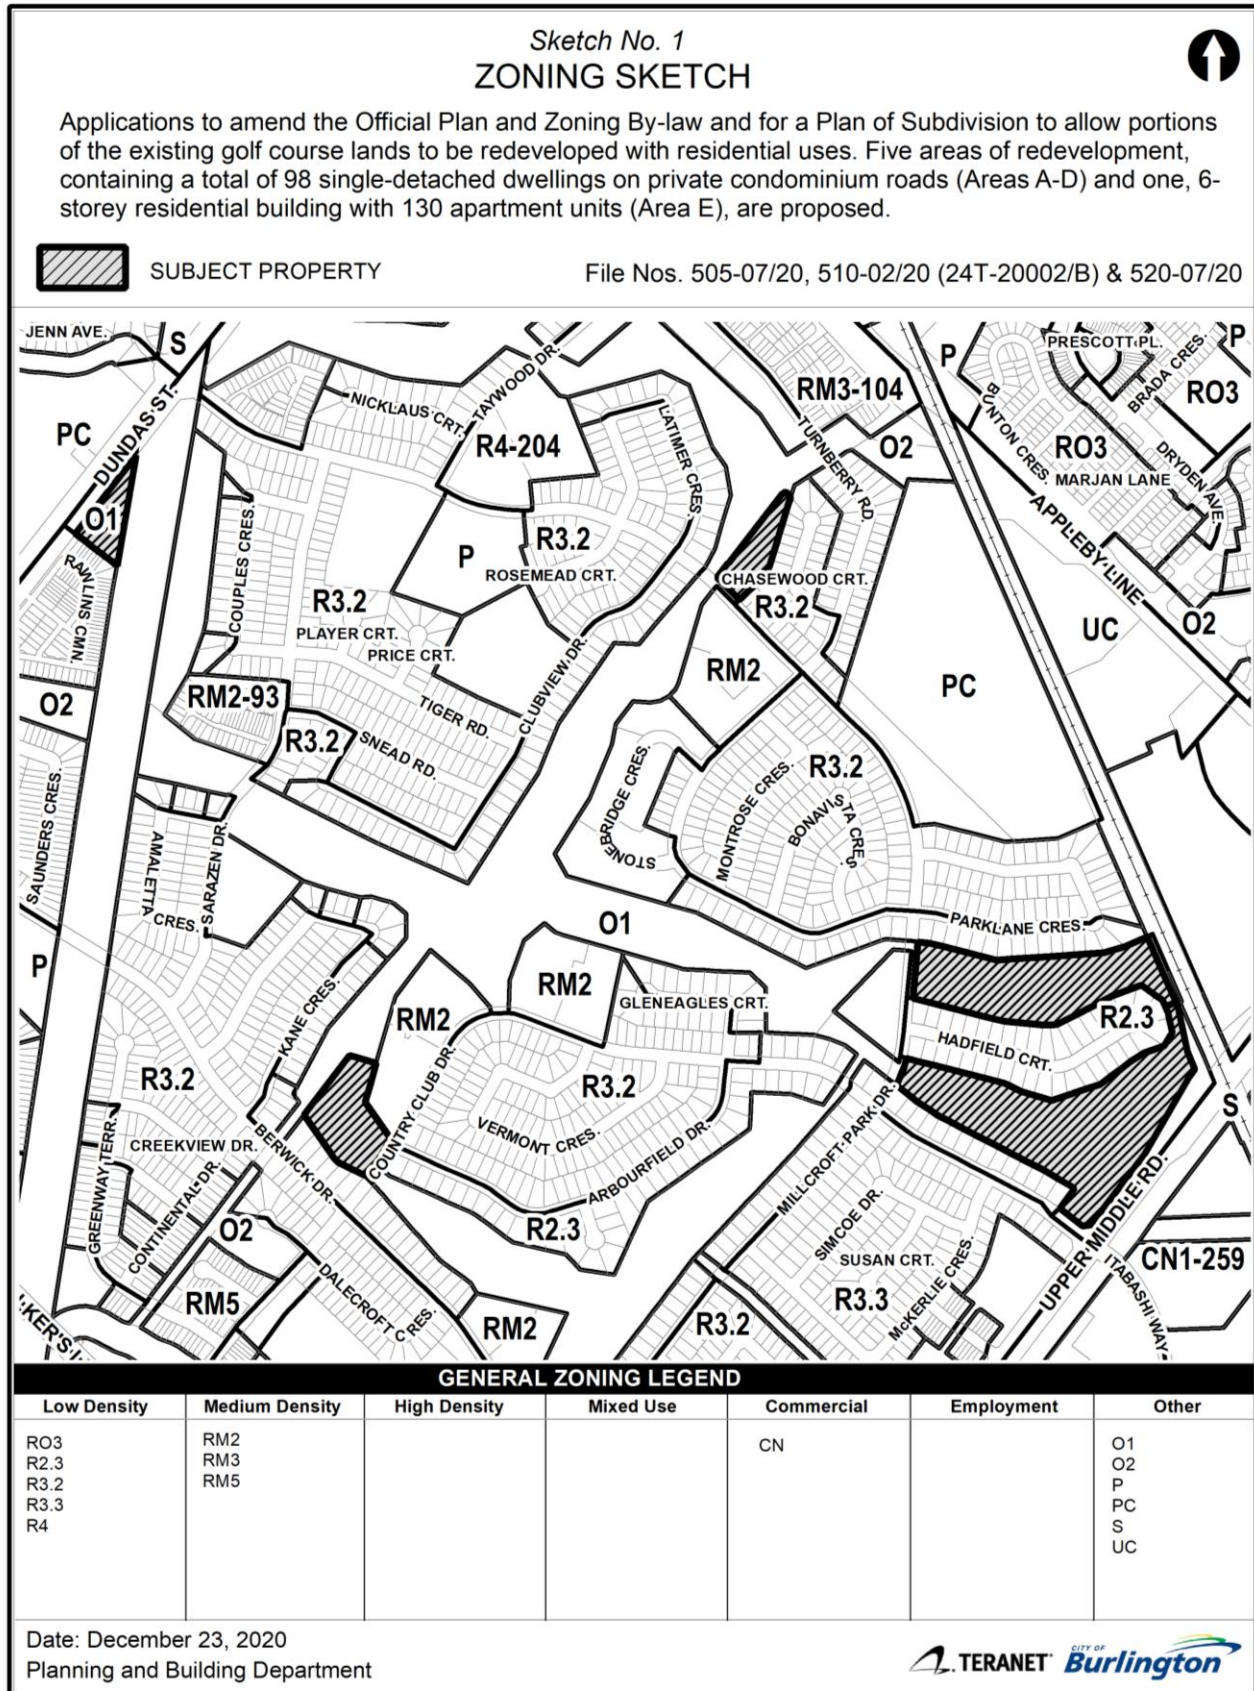 Sketch No. 1
ZONING SKETCH
Applications to amend the Official Plan and Zoning By-law and for a Plan of Subdivision to allow portions
of the existing golf course lands to be redeveloped with residential uses. Five areas of redevelopment,
containing a total of 98 single-detached dwellings on private condominium roads (Areas A-D) and one, 6-
storey residential building with 130 apartment units (Area E), are proposed.
SUBJECT PROPERTY
File Nos. 505-07/20, 510-02/20 (24T-20002/B) & 520-07/20
JENN AVE.
S
PC
DUNDAS ST.
O1
RAWLINS CMN.
O2
SAUNDERS CRES.
P
NICKLAUS CRT.
TAYWOOD DR.
R4-204
LATIMER CRES.
COUPLES CRES.
R3.2
P
R3.2
ROSEMEAD CRT.
PLAYER CRT.
PRICE CRT.
RM2-93
R3.2
TIGER RD.
SNEAD RD.
CLUBVIEW DR.
RM3-104
TURNBERRY RD.
O2
P
PRESCOTT PL.
P
BRADA CRES.
RO3
BUNTON CRES.
RO3
MARJAN LANE
DRYDEN AVE.
APPLEBY LINE
UC
O2
CHASEWOOD CRT.
R3.2
RM2
PC
STONEBRIDGE CRES.
MONTROSE CRES.
R3.2
BONAVISTA CRES.
AMALETTA CRES.
SARAZEN DR.
O1
PARKLANE CRES.
RM2
GLENEAGLES CRT.
RM2
KANE CRES.
R2.3
HADFIELD CRT.
R3.2
COUNTRY CLUB DR.
R3.2
VERMONT CRES.
ARBOURFIELD DR.
MILLCROFT PARK DR.
S
CREEKVIEW DR.
BERWICK DR.
GREENWAY TERR.
CONTINENTAL DR.
O2
R2.3
SIMCOE DR.
SUSAN CRT.
UPPER MIDDLE RD.
CN1-259
ITABASHI WAY
RM5
DALECROFT CRES.
RM2
R3.2
R3.3
McKERLIE CRES.
GENERAL ZONING LEGEND
Low Density Medium Density High Density Mixed Use Commercial Employment Other
RO3 RM2 CN O1
R2.3 RM3 O2
R3.2 RM5 P
R3.3 PC
R4 S
UC
Date: December 23, 2020
Planning and Building Department
TERANET
CITY OF
Burlington